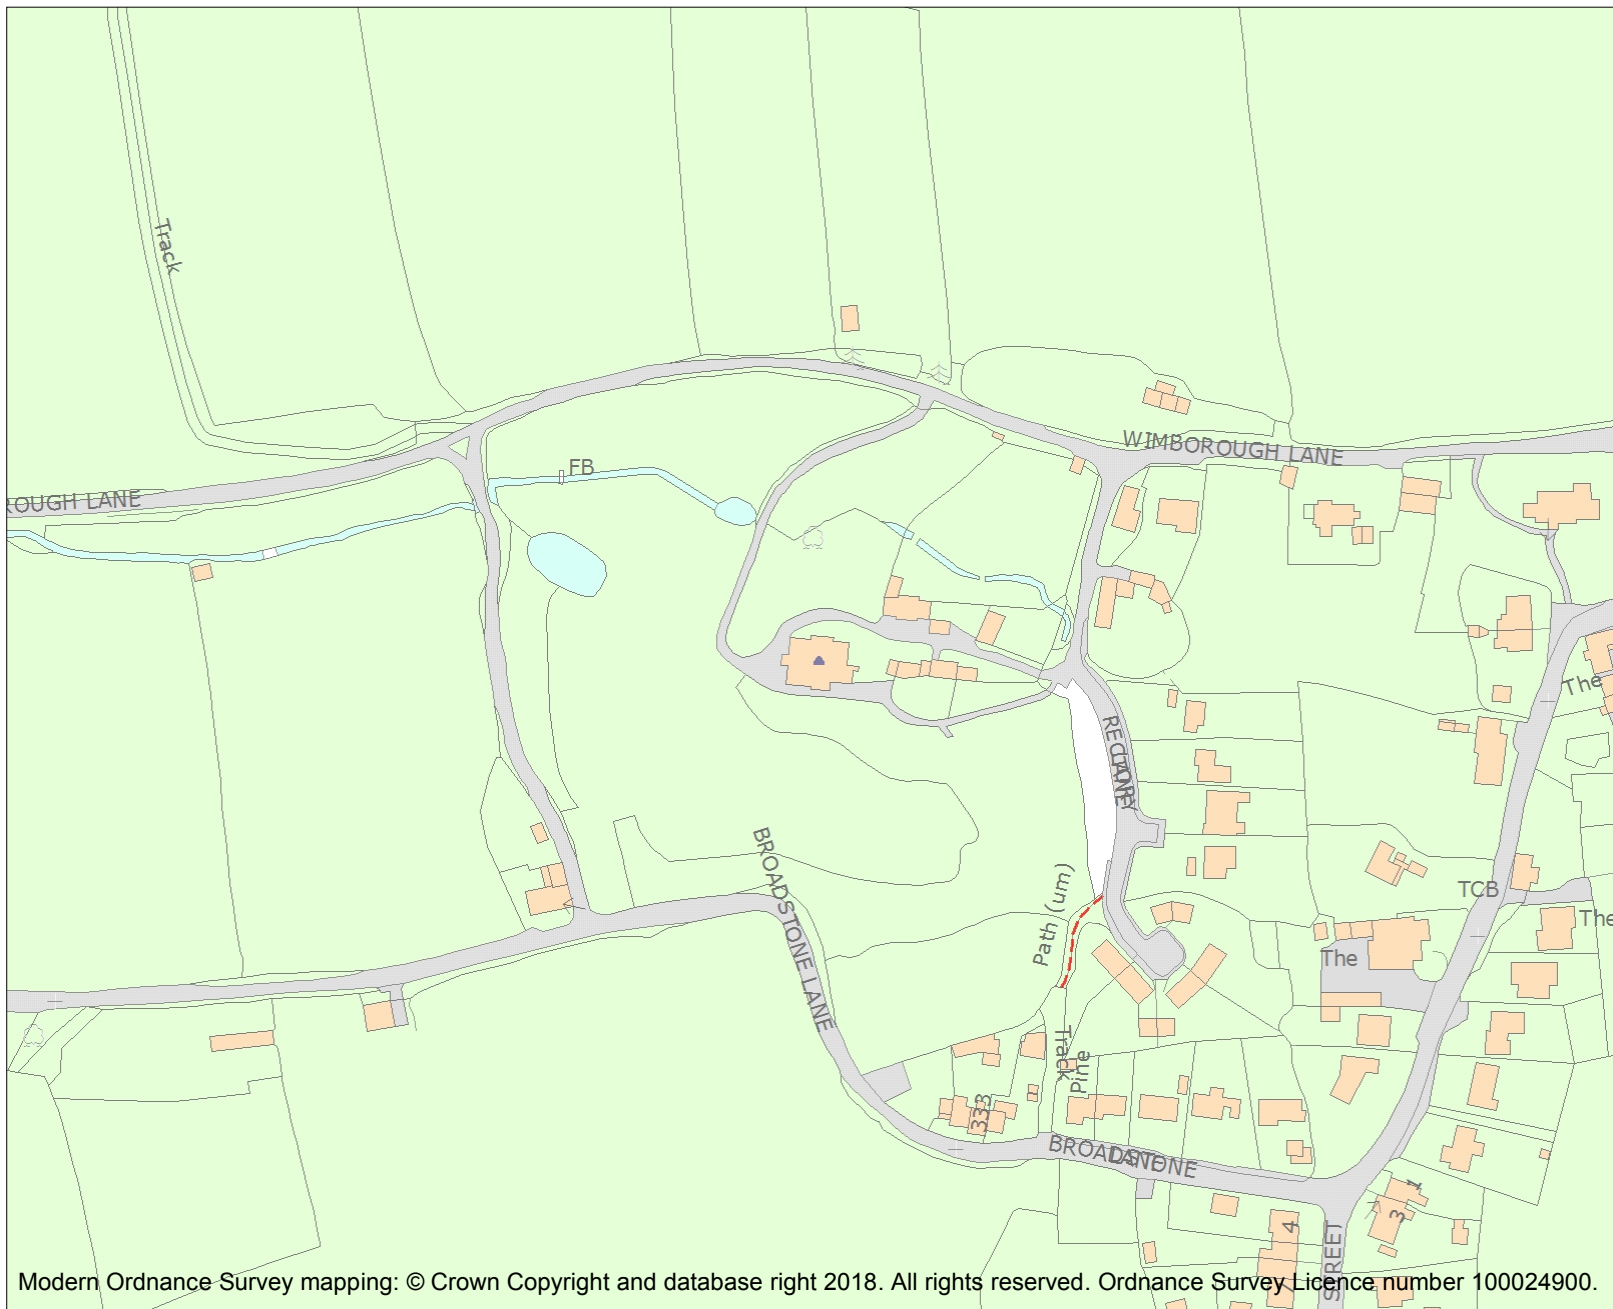 Track
FB
WIMBOROUGH LANE
ROUGH LANE
The
RECTORY
LANE
BROADSTONE LANE
Path (um)
TCB
The
The
Track
Pine
333
BROADSTONE
LANE
1
3
4
STREET
Modern Ordnance Survey mapping: © Crown Copyright and database right 2018. All rights reserved. Ordnance Survey Licence number 100024900.